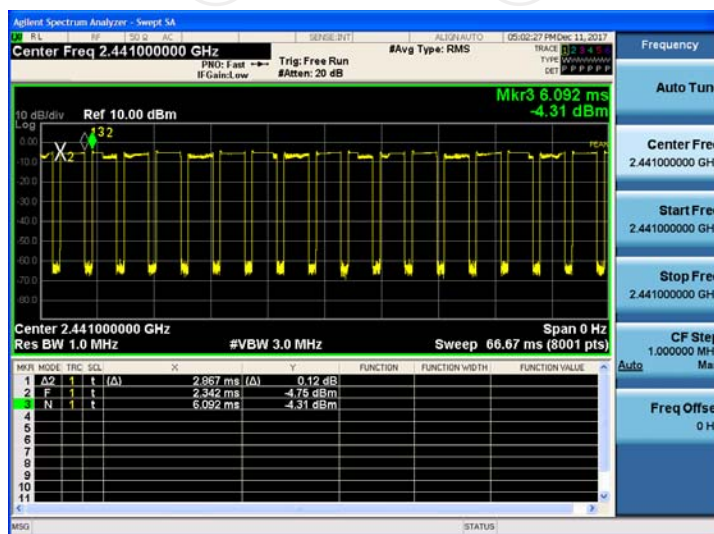 Agilent Spectrum Analyzer - Swept SA
RL RF 50 Ω AC SENSE:INT ALIGNAUTO 05:02:27 PM Dec 11, 2017
Center Freq 2.441000000 GHz
PNO: Fast
IFGain:Low
Trig: Free Run
#Atten: 20 dB
#Avg Type: RMS
TRACE 1 2 3 4 5 6
TYPE WWWWWW
DET P P P P P P
Mkr3 6.092 ms
-4.31 dBm
10 dB/div Ref 10.00 dBm
Log
0.00
-10.0
-20.0
-30.0
-40.0
-50.0
-60.0
-80.0
X2
132
PEAK
Center 2.441000000 GHz Span 0 Hz
Res BW 1.0 MHz #VBW 3.0 MHz Sweep 66.67 ms (8001 pts)
MKR MODE TRC SCL X Y FUNCTION FUNCTION WIDTH FUNCTION VALUE
1 Δ2 1 t (Δ) 2.867 ms (Δ) 0.12 dB
2 F 1 t 2.342 ms -4.75 dBm
3 N 1 t 6.092 ms -4.31 dBm
4
5
6
7
8
9
10
11
MSG STATUS
Frequency
Auto Tun
Center Fre
2.441000000 GH
Start Fre
2.441000000 GH
Stop Fre
2.441000000 GH
CF Step
1.000000 MH
Auto Ma
Freq Offse
0 H